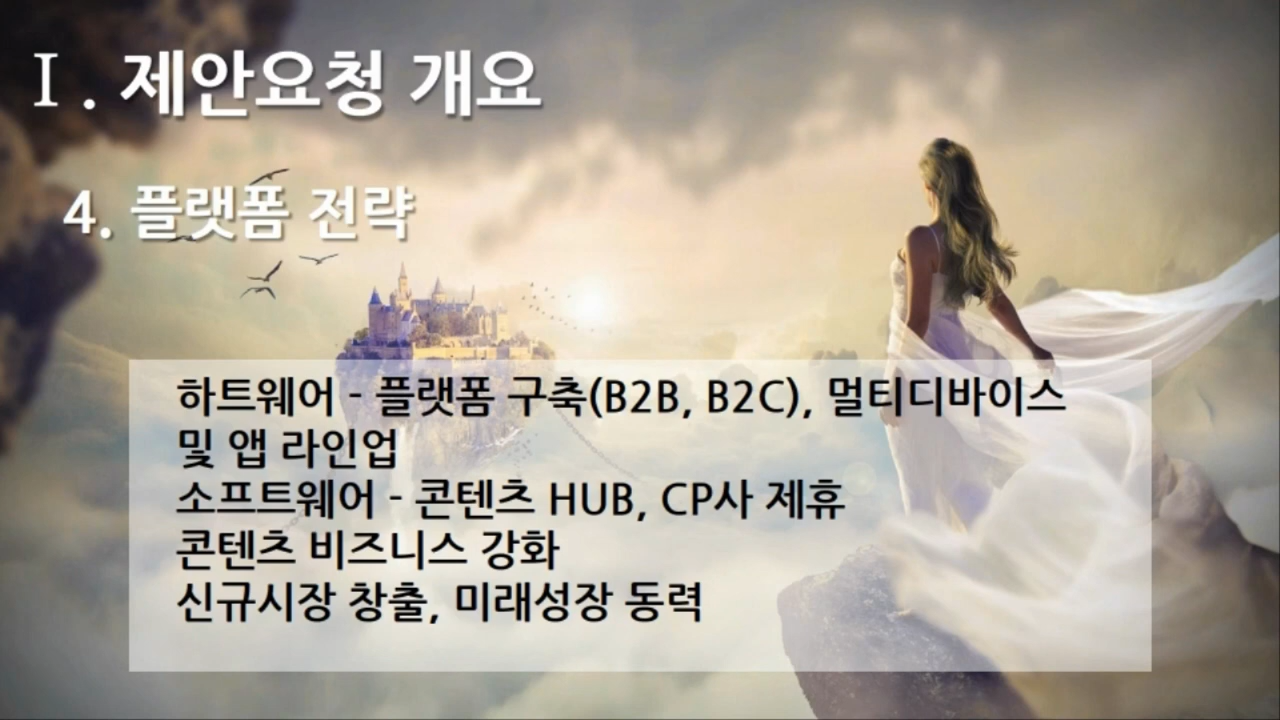 Ⅰ. 제안요청 개요
4. 플랫폼 전략
하트웨어 - 플랫폼 구축(B2B, B2C), 멀티디바이스
및 앱 라인업
소프트웨어 - 콘텐츠 HUB, CP사 제휴
콘텐츠 비즈니스 강화
신규시장 창출, 미래성장 동력